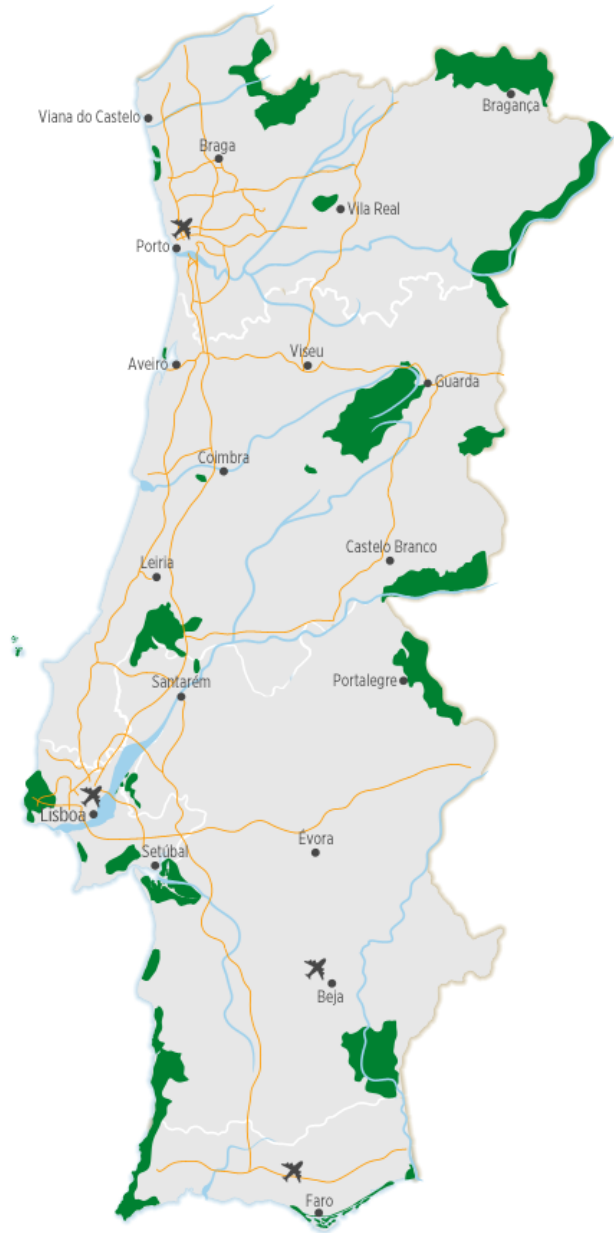 Bragança
Viana do Castelo
Braga
Vila Real
Porto
Viseu
Aveiro
Guarda
Coimbra
Castelo Branco
Leiria
Portalegre
Santarém
Lisboa
Évora
Setúbal
Beja
Faro